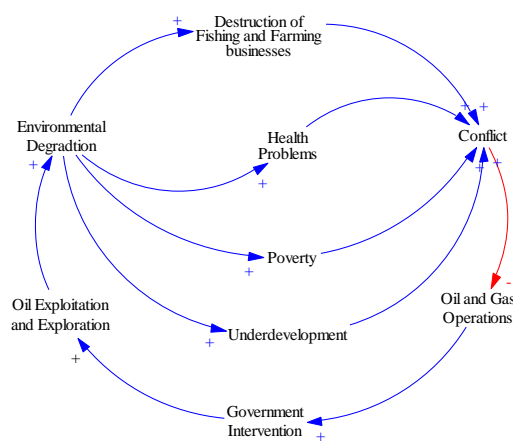 Destruction of
Fishing and Farming
businesses
+
Environmental
Degradtion
+
Health
Problems
+
+ +
Conflict
+ +
Poverty
+
Oil Exploitation
and Exploration
+
Underdevelopment
+
-
Oil and Gas
Operations
Government
Intervention
+